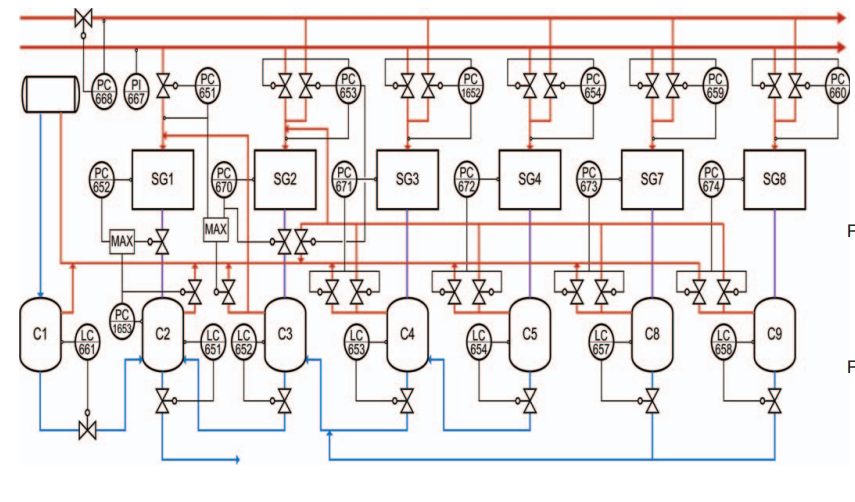 PC
668
PI
667
PC
651
PC
653
PC
1652
PC
654
PC
659
PC
660
PC
652
SG1
PC
670
SG2
PC
671
SG3
PC
672
SG4
PC
673
SG7
PC
674
SG8
MAX
MAX
F
PC
1653
C1
LC
661
C2
LC
651
LC
652
C3
LC
653
C4
LC
654
C5
LC
657
C8
LC
658
C9
F